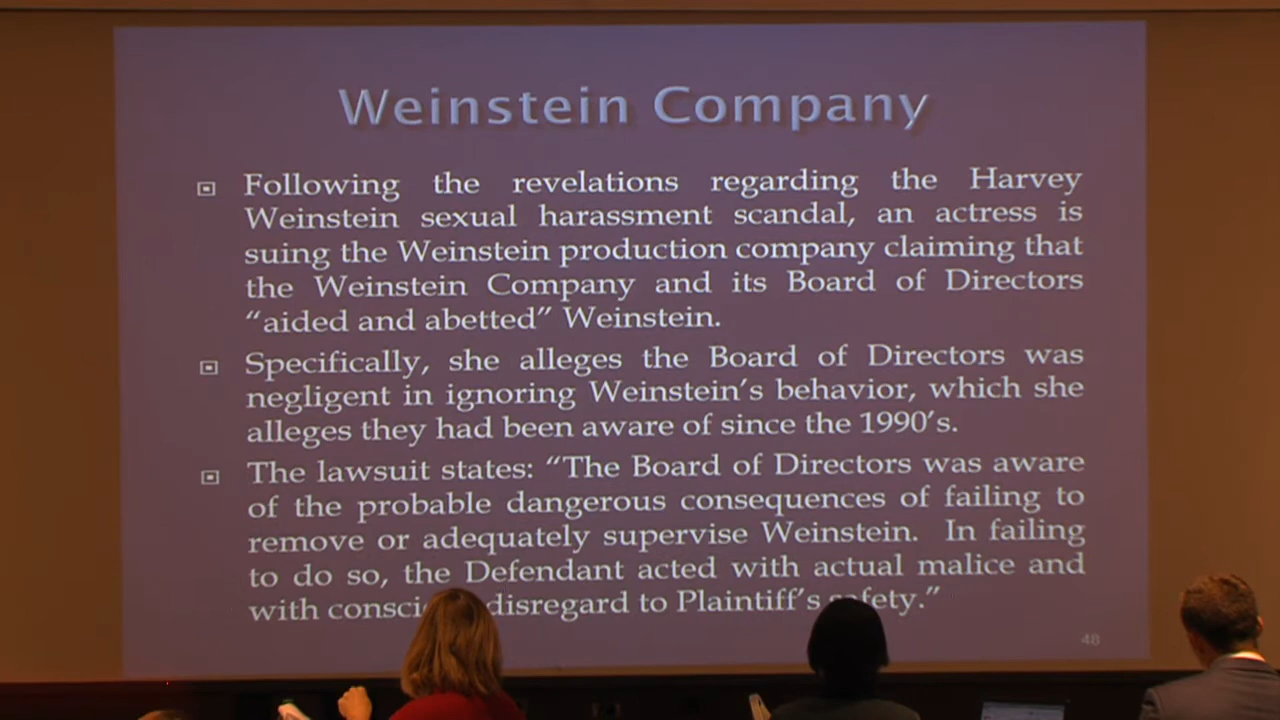 Weinstein Company
Following the revelations regarding the Harvey
Weinstein sexual harassment scandal, an actress is
suing the Weinstein production company claiming that
the Weinstein Company and its Board of Directors
“aided and abetted” Weinstein.
Specifically, she alleges the Board of Directors was
negligent in ignoring Weinstein’s behavior, which she
alleges they had been aware of since the 1990’s.
The lawsuit states: “The Board of Directors was aware
of the probable dangerous consequences of failing to
remove or adequately supervise Weinstein. In failing
to do so, the Defendant acted with actual malice and
with disregard to Plaintiff’s safety.”
48